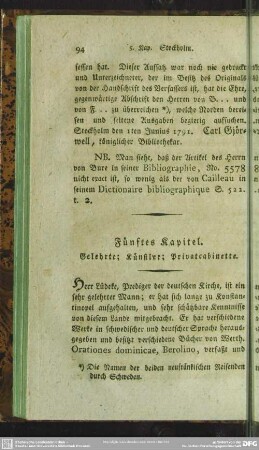 94 5. Kap. Stockholm.
sessen hat. Dieser Aufsatz war noch nie gedruckt
und Unterzeichneter, der im Besitz des Originals
von der Handschrift des Verfassers ist, hat die Ehre,
gegenwärtige Abschrift den Herren von B... und
von F.. zu überreichen *), welche Norden bereis-
sen und seltene Ausgaben begierig aufsuchen.
Stockholm den 1ten Junius 1791. Carl Gjör-
well, königlicher Bibliothekar.
NB. Man sieht, daß der Artikel des Herrn
von Bure in seiner Bibliographie, No. 5578
nicht exact ist, so wenig als der von Cailleau in
seinem Dictionaire bibliographique S. 522.
t. 2.
Fünftes Kapitel.
Gelehrte; Künstler; Privatcabinette.
Herr Lüdeke, Prediger der deutschen Kirche, ist ein
sehr gelehrter Mann; er hat sich lange zu Konstan-
tinopel aufgehalten, und sehr schätzbare Kenntnisse
von diesem Lande mitgebracht. Er hat verschiedene
Werke in schwedischer und deutscher Sprache heraus-
gegeben und besitzt verschiedene Bücher von Werth.
Orationes dominicae, Berolino, verfaßt und
*) Die Namen der beiden neufränkischen Reisenden
durch Schweden.